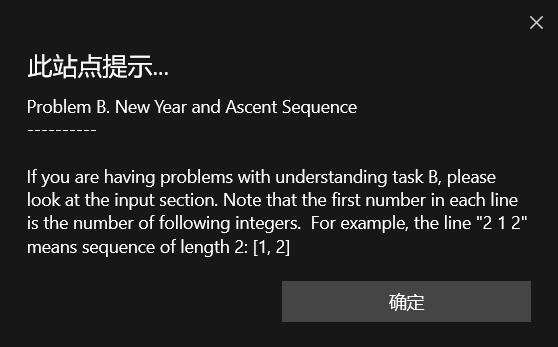 此站点提示...
Problem B. New Year and Ascent Sequence
----------
If you are having problems with understanding task B, please
look at the input section. Note that the first number in each line
is the number of following integers.  For example, the line "2 1 2"
means sequence of length 2: [1, 2]
确定